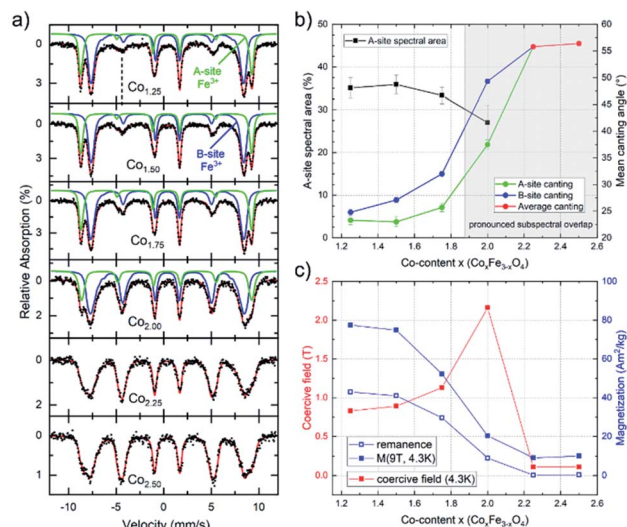 a)
0
3
A-site
Fe3+
Co1.25
0
4
B-site
Fe3+
Co1.50
0
3
Co1.75
0
2
Co2.00
0
2
Co2.25
0
1
Co2.50
Relative Absorption (%)
-10 -5 0 5 10
Velocity (mm/s)
b)
A-site spectral area
A-site canting
B-site canting
Average canting
pronounced subspectral overlap
A-site spectral area (%)
50
45
40
35
30
25
20
15
10
5
0
Mean canting angle (°)
60
55
50
45
40
35
30
25
20
1.2 1.4 1.6 1.8 2.0 2.2 2.4 2.6
Co-content x (CoxFe3-xO4)
c)
Coercive field (T)
2.5
2.0
1.5
1.0
0.5
0.0
remanence
M(9T, 4.3K)
coercive field (4.3K)
Magnetization (Am²/kg)
100
80
60
40
20
0
1.2 1.4 1.6 1.8 2.0 2.2 2.4 2.6
Co-content x (CoxFe3-xO4)